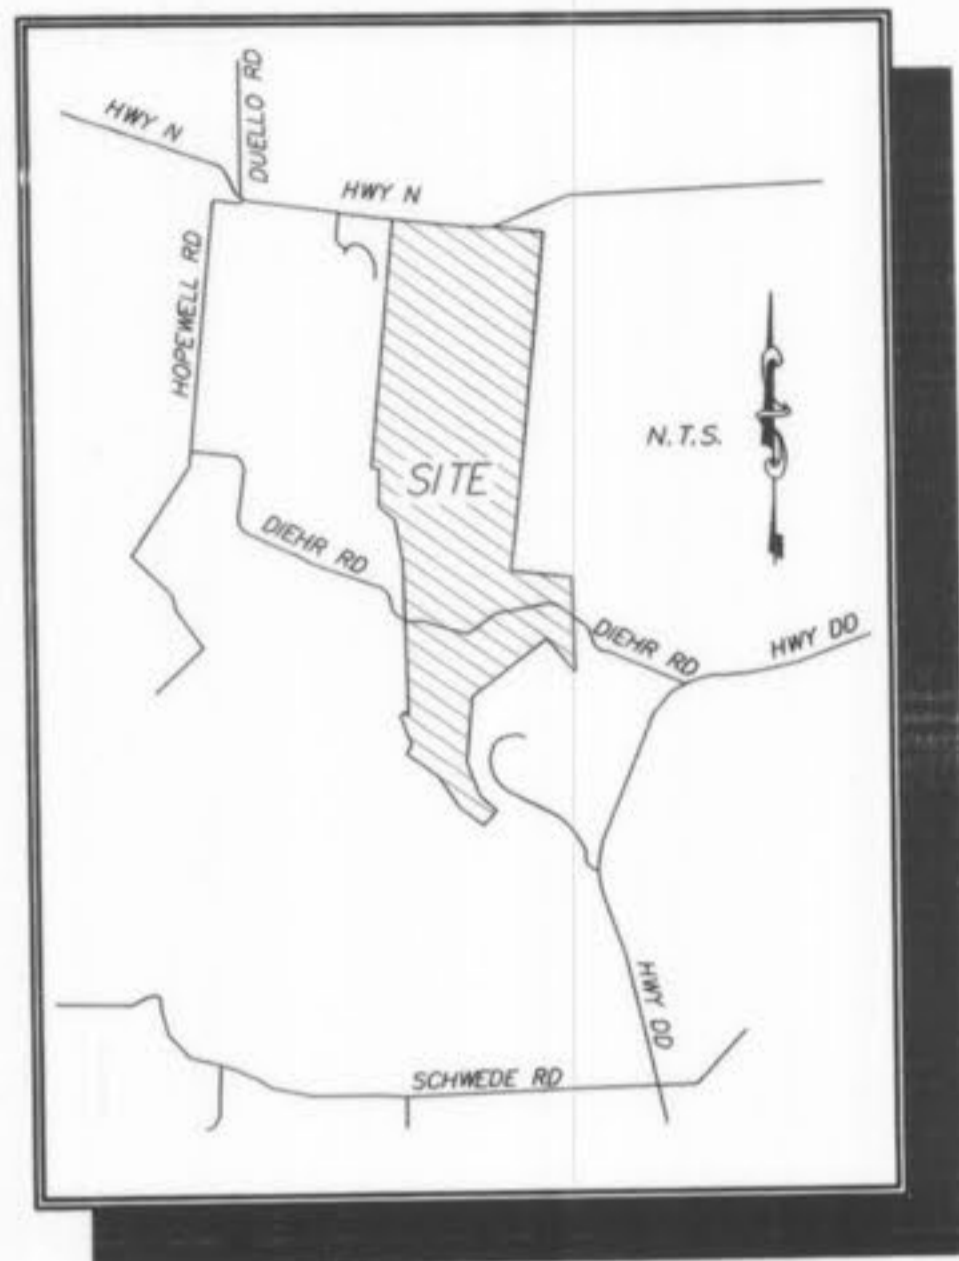 HWY N
DUELLO RD
HWY N
HOPEWELL RD
N.T.S.
SITE
DIEHR RD
DIEHR RD
HWY DD
HWY DD
SCHWEDE RD